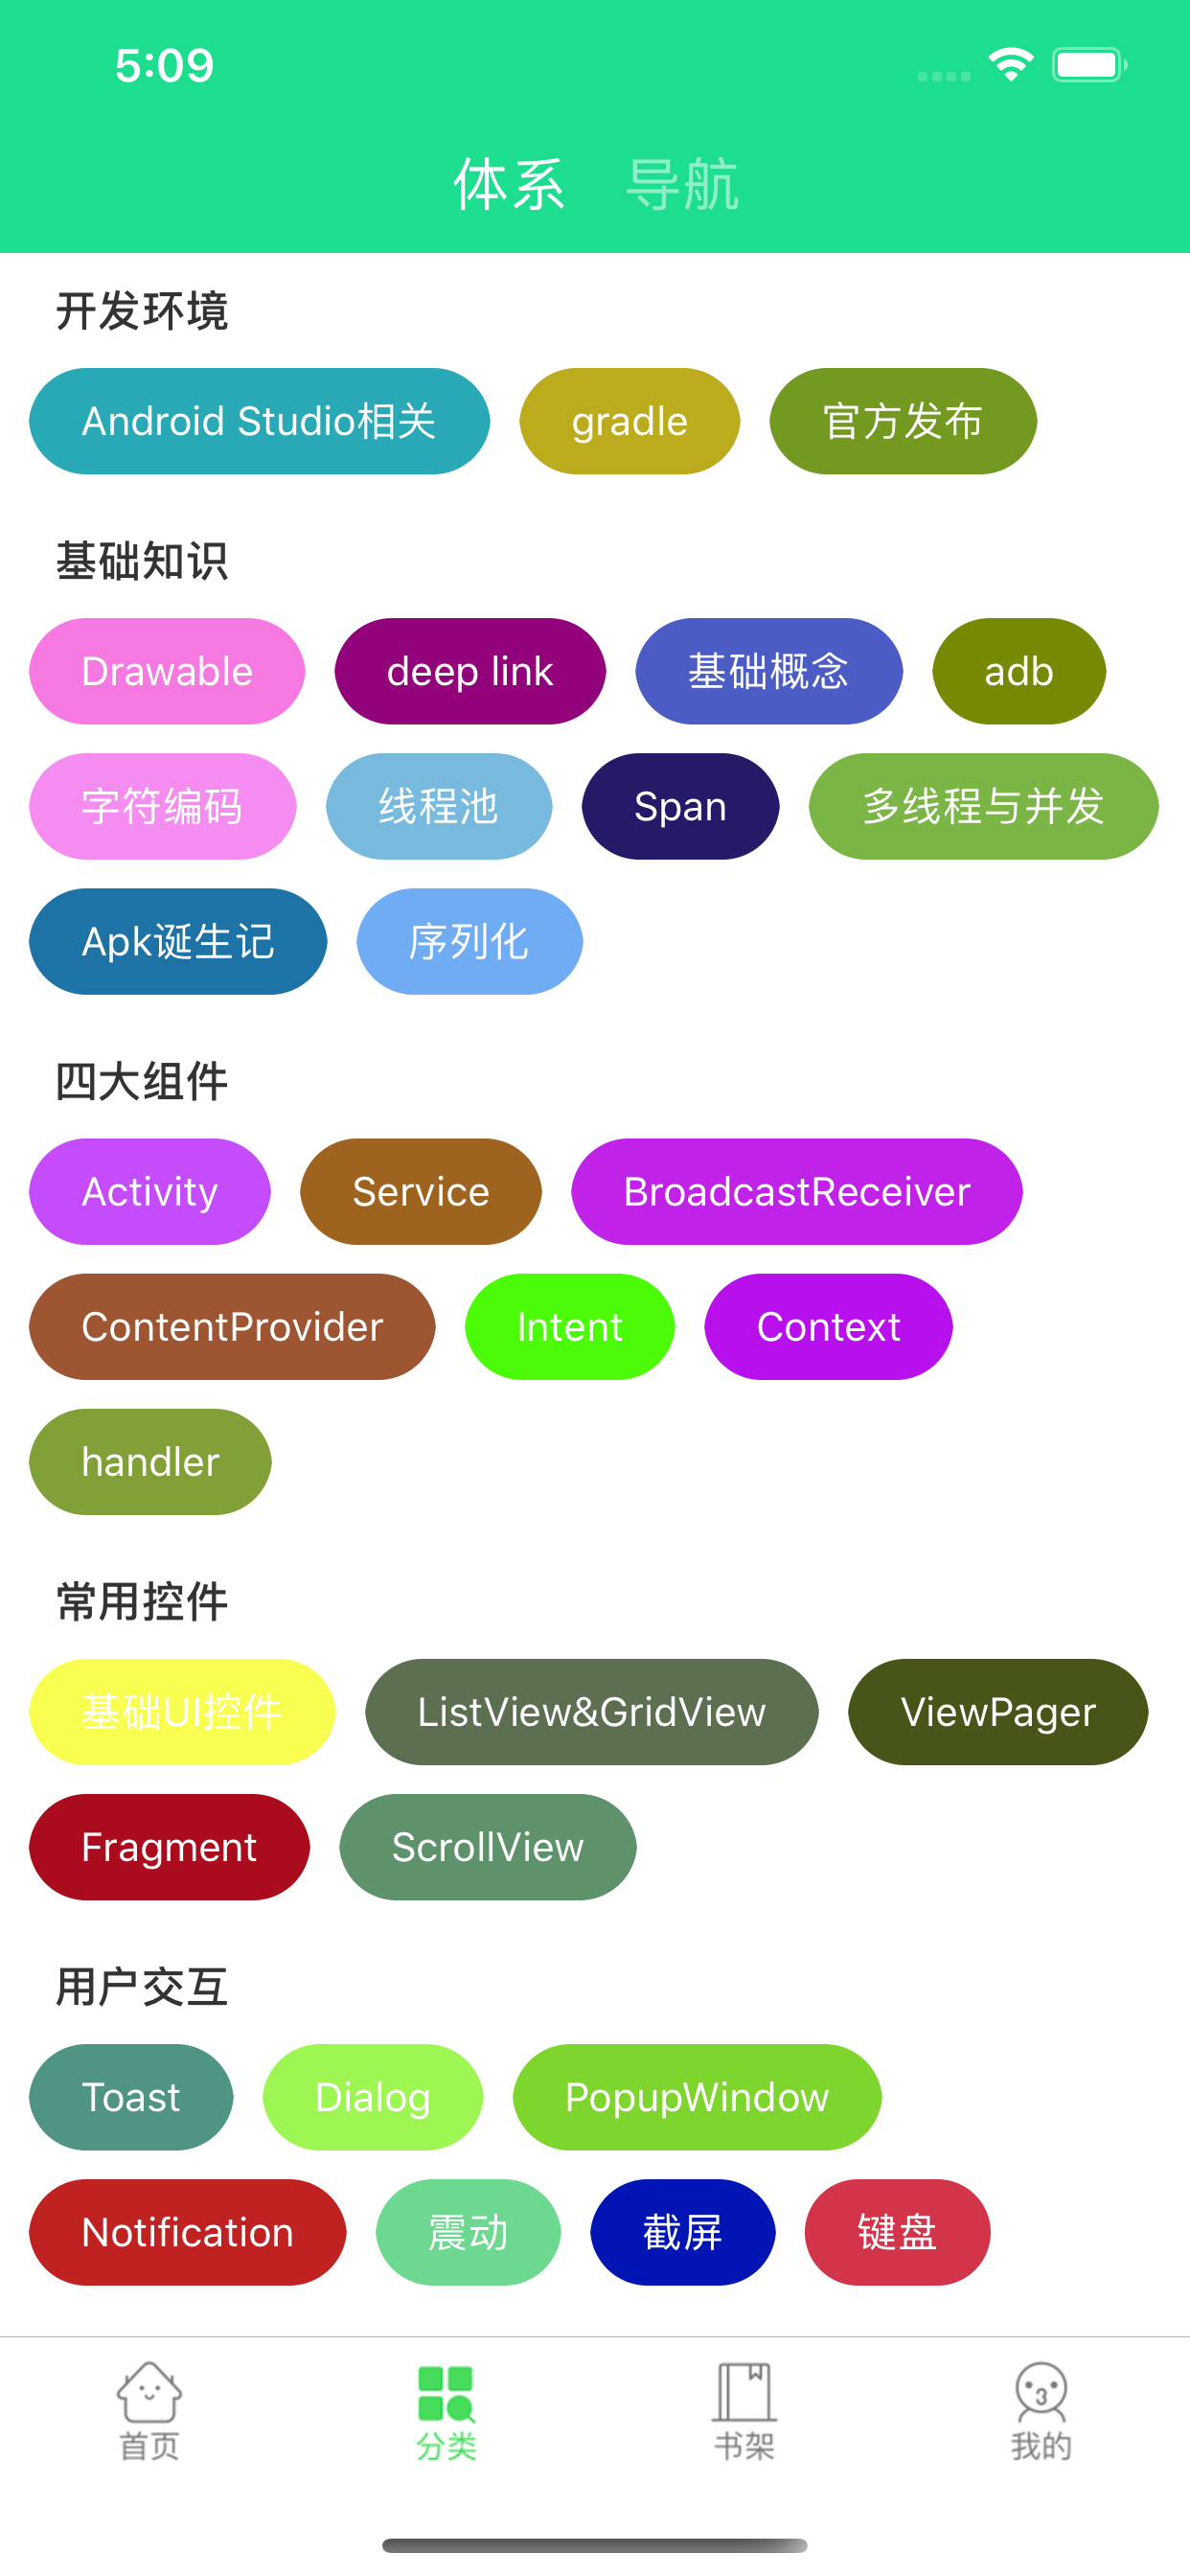 5:09
体系 导航
开发环境
Android Studio相关 gradle 官方发布
基础知识
Drawable deep link 基础概念 adb
字符编码 线程池 Span 多线程与并发
Apk诞生记 序列化
四大组件
Activity Service BroadcastReceiver
ContentProvider Intent Context
handler
常用控件
基础UI控件 ListView&GridView ViewPager
Fragment ScrollView
用户交互
Toast Dialog PopupWindow
Notification 震动 截屏 键盘
首页 分类 书架 我的